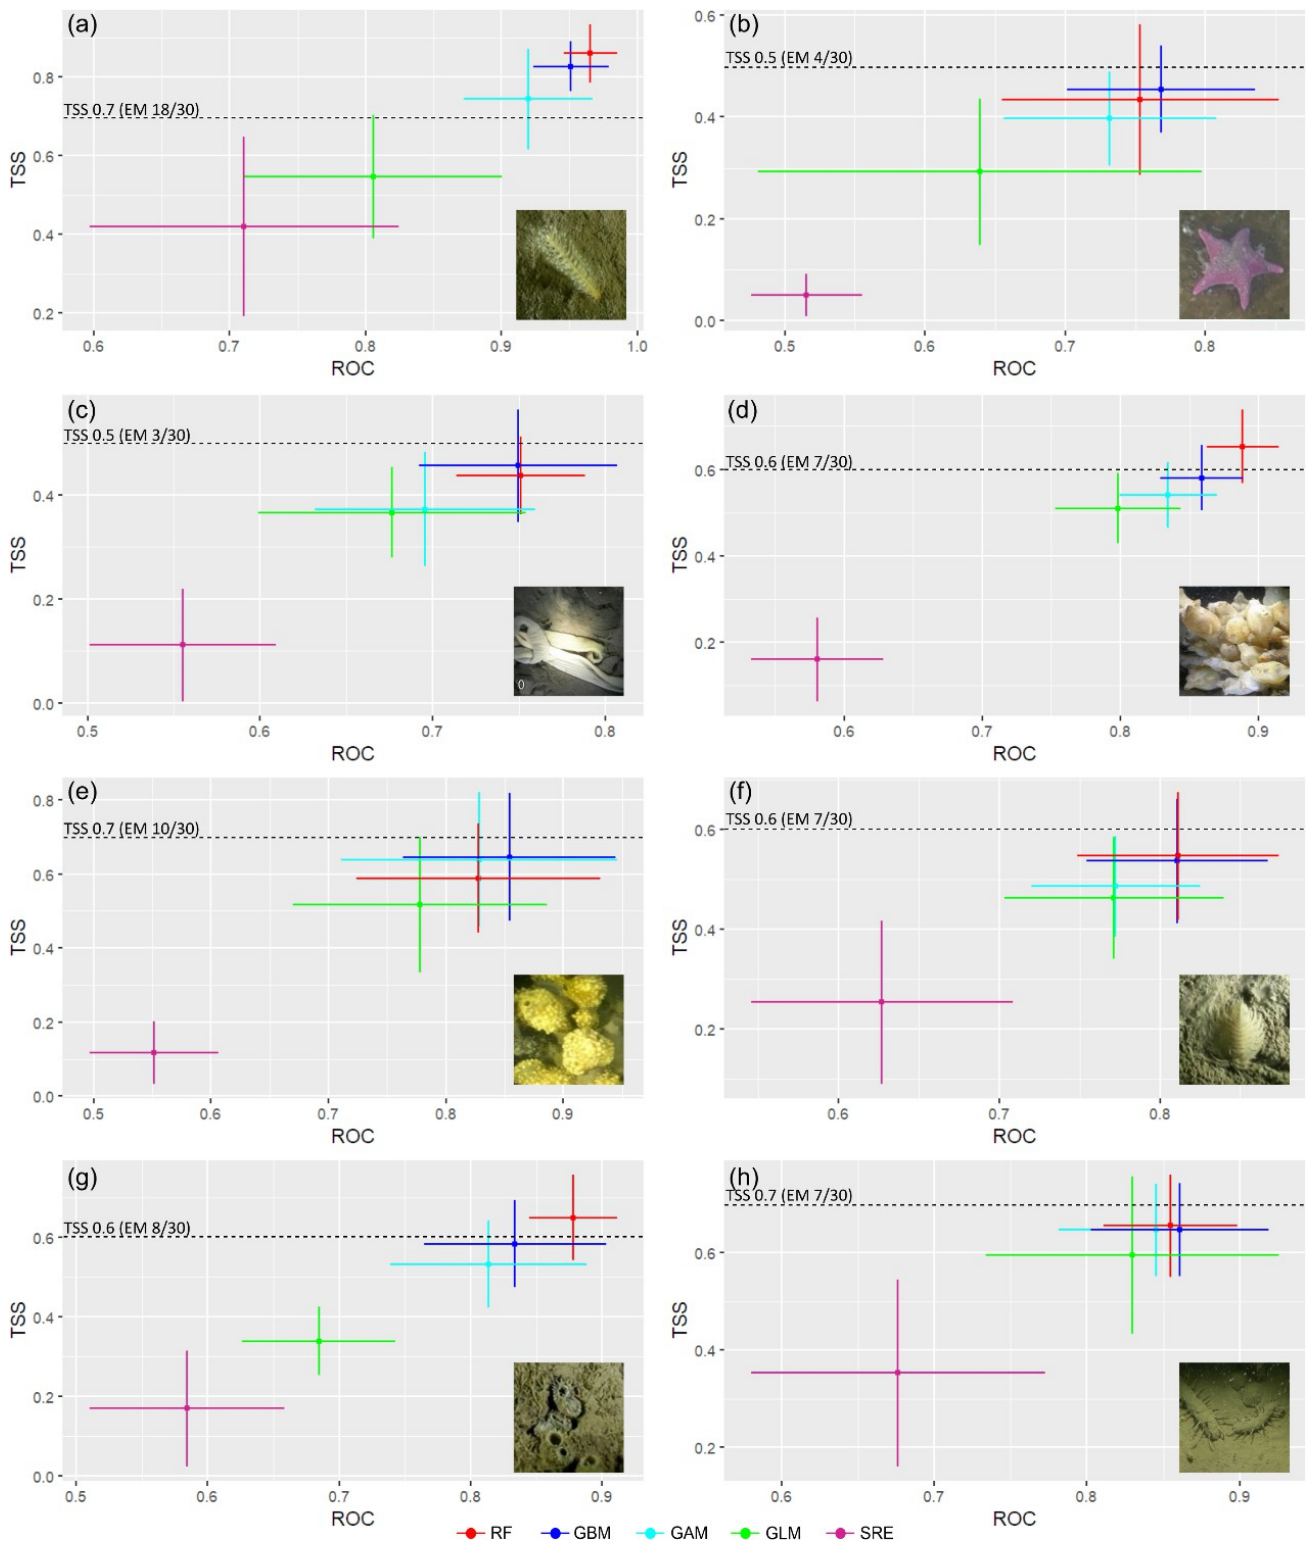 (a)
TSS 0.7 (EM 18/30)
TSS
0.8
0.6
0.4
0.2
0.6 0.7 0.8 0.9 1.0
ROC
(b)
TSS 0.5 (EM 4/30)
TSS
0.6
0.4
0.2
0.0
0.5 0.6 0.7 0.8
ROC
(c)
TSS 0.5 (EM 3/30)
TSS
0.4
0.2
0.0
0.5 0.6 0.7 0.8
ROC
(d)
TSS 0.6 (EM 7/30)
TSS
0.6
0.4
0.2
0.6 0.7 0.8 0.9
ROC
(e)
TSS 0.7 (EM 10/30)
TSS
0.8
0.6
0.4
0.2
0.0
0.5 0.6 0.7 0.8 0.9
ROC
(f)
TSS 0.6 (EM 7/30)
TSS
0.6
0.4
0.2
0.6 0.7 0.8
ROC
(g)
TSS 0.6 (EM 8/30)
TSS
0.6
0.4
0.2
0.0
0.5 0.6 0.7 0.8 0.9
ROC
(h)
TSS 0.7 (EM 7/30)
TSS
0.6
0.4
0.2
0.6 0.7 0.8 0.9
ROC
RF GBM GAM GLM SRE